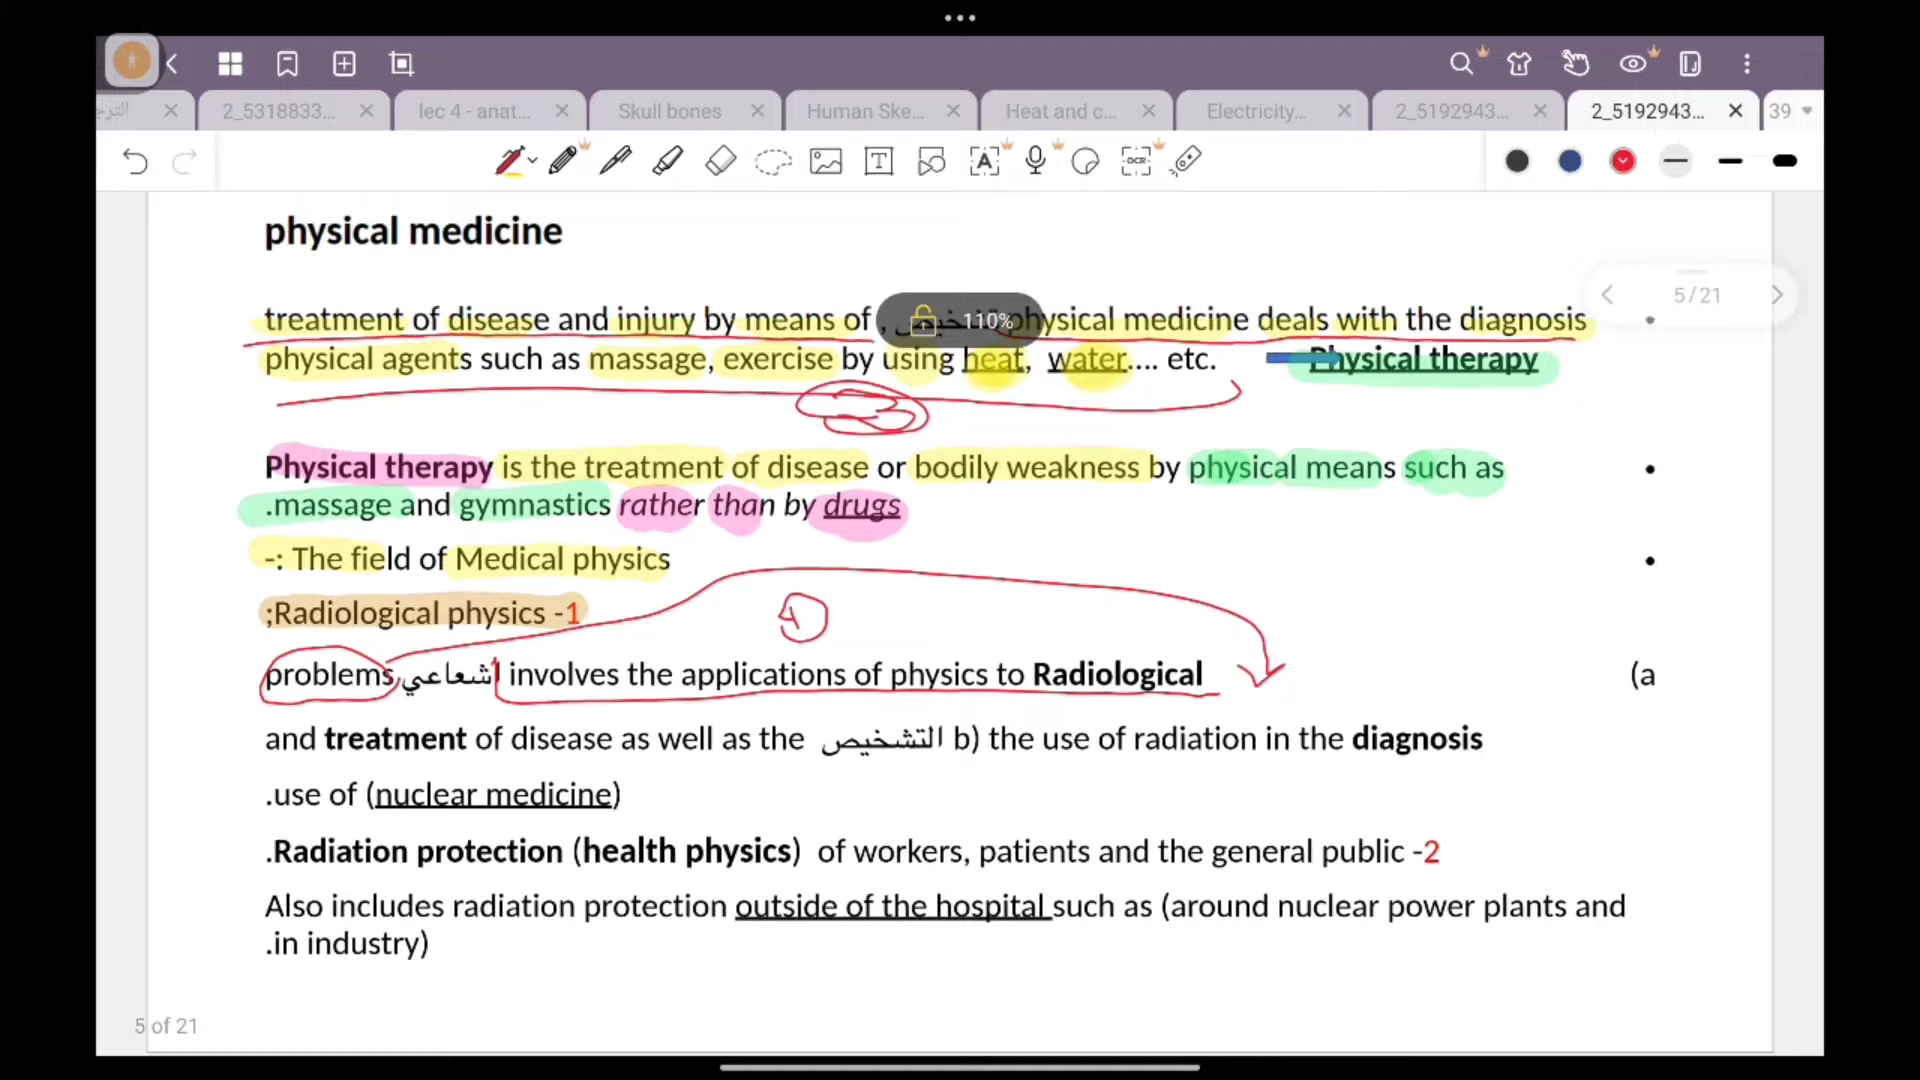 الترج
2_5318833...
lec 4 - anat...
Skull bones
Human Ske...
Heat and c...
Electricity...
2_5192943...
2_5192943...
39
physical medicine
treatment of disease and injury by means of , physical medicine deals with the diagnosis •
110%
5/21
physical agents such as massage, exercise by using heat, water.... etc. Physical therapy
Physical therapy is the treatment of disease or bodily weakness by physical means such as •
.massage and gymnastics rather than by drugs
-: The field of Medical physics •
;Radiological physics -1
problems اشعاعي involves the applications of physics to Radiological (a
and treatment of disease as well as the التشخيص b) the use of radiation in the diagnosis
.use of (nuclear medicine)
.Radiation protection (health physics) of workers, patients and the general public -2
Also includes radiation protection outside of the hospital such as (around nuclear power plants and
.in industry)
5 of 21